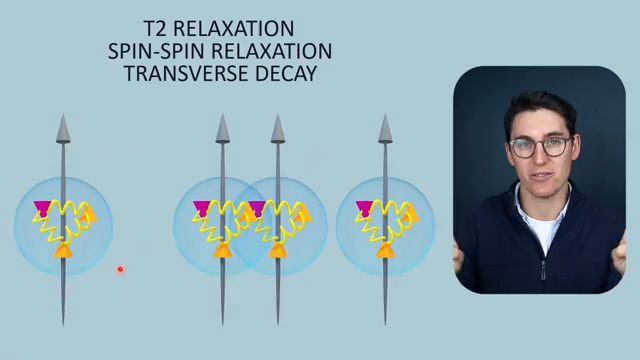 T2 RELAXATION
SPIN-SPIN RELAXATION
TRANSVERSE DECAY